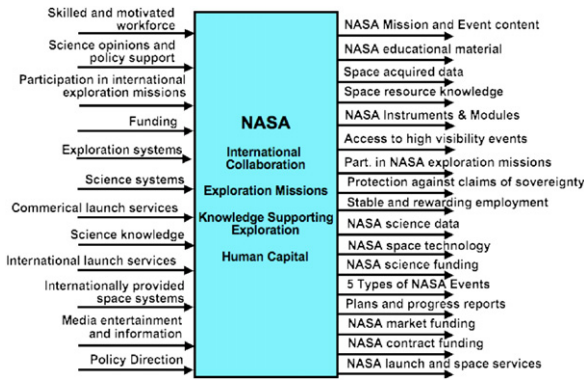 Skilled and motivated
workforce
Science opinions and
policy support
Participation in international
exploration missions
Funding
Exploration systems
Science systems
Commerical launch services
Science knowledge
International launch services
Internationally provided
space systems
Media entertainment
and information
Policy Direction
NASA
International
Collaboration
Exploration Missions
Knowledge Supporting
Exploration
Human Capital
NASA Mission and Event content
NASA educational material
Space acquired data
Space resource knowledge
NASA Instruments & Modules
Access to high visibility events
Part. in NASA exploration missions
Protection against claims of sovereignty
Stable and rewarding employment
NASA science data
NASA space technology
NASA science funding
5 Types of NASA Events
Plans and progress reports
NASA market funding
NASA contract funding
NASA launch and space services